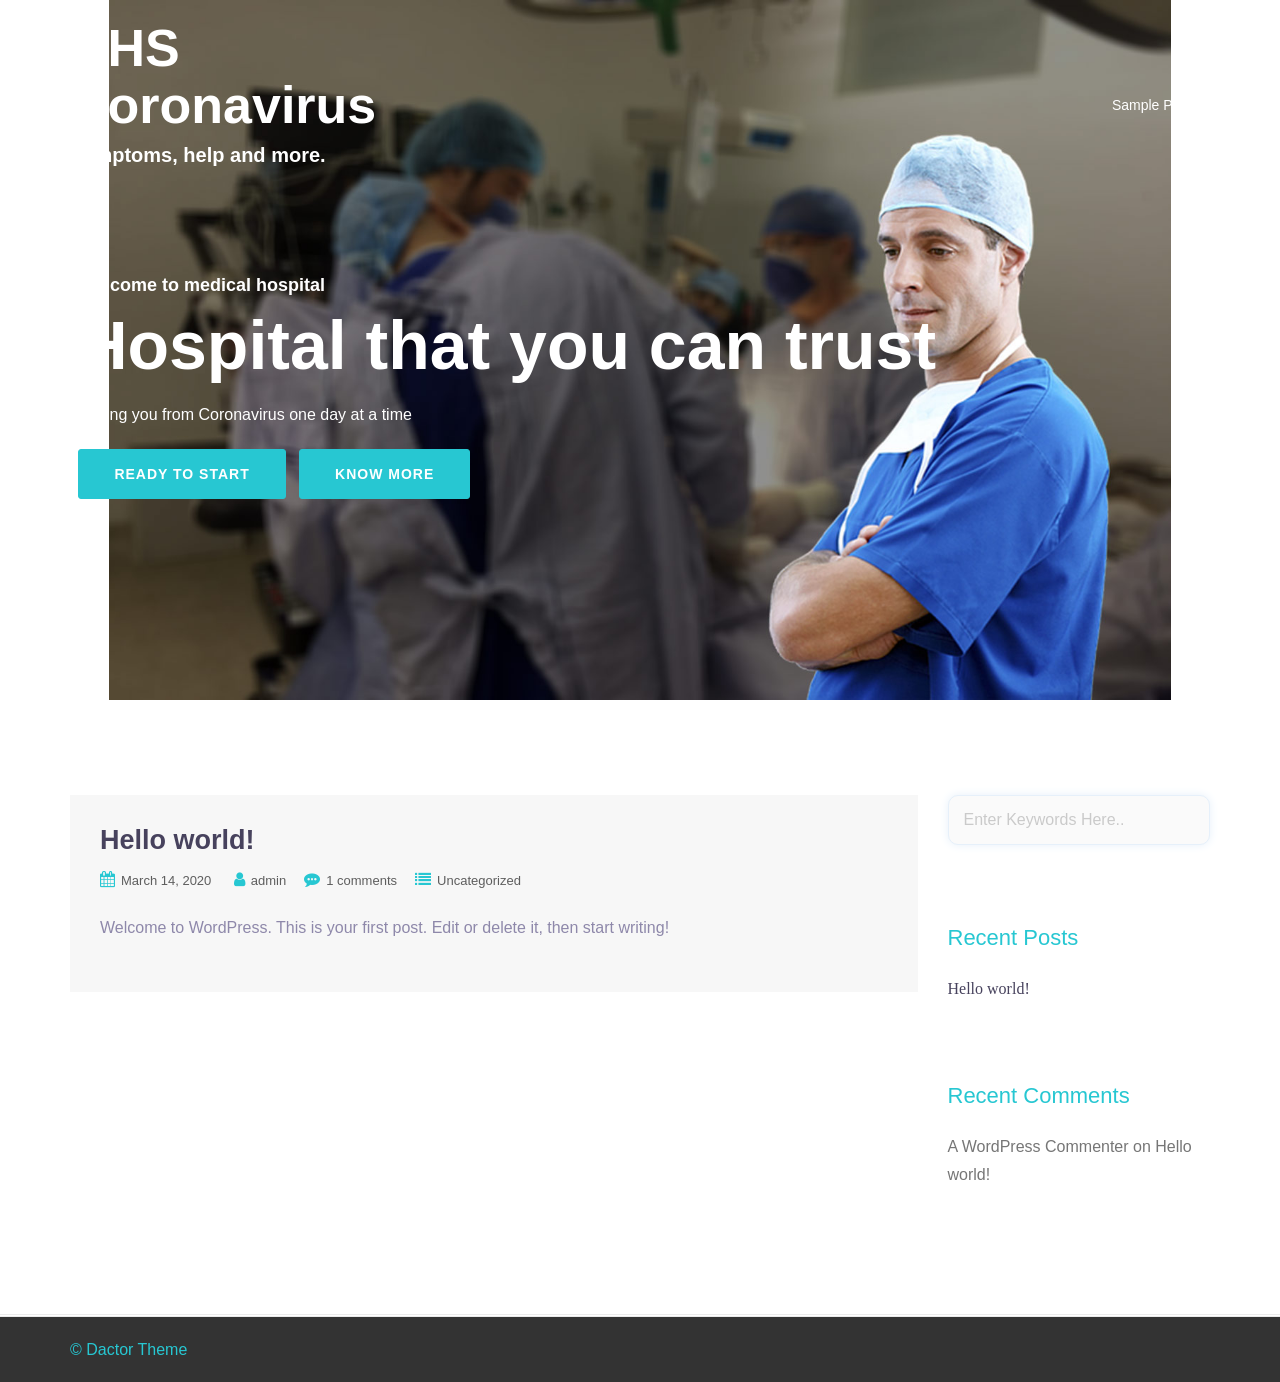 HS
oronavirus
Sample P
ptoms, help and more.
come to medical hospital
Hospital that you can trust
ng you from Coronavirus one day at a time
READY TO START
KNOW MORE
Hello world!
March 14, 2020 admin 1 comments Uncategorized
Welcome to WordPress. This is your first post. Edit or delete it, then start writing!
Enter Keywords Here..
Recent Posts
Hello world!
Recent Comments
A WordPress Commenter on Hello
world!
© Dactor Theme